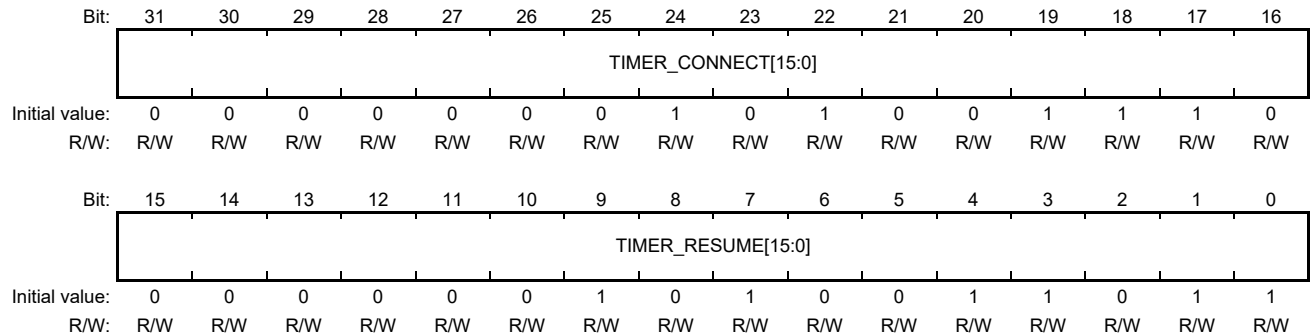 Bit: 31 30 29 28 27 26 25 24 23 22 21 20 19 18 17 16
TIMER_CONNECT[15:0]
Initial value: 0 0 0 0 0 0 0 1 0 1 0 0 1 1 1 0
R/W: R/W R/W R/W R/W R/W R/W R/W R/W R/W R/W R/W R/W R/W R/W R/W R/W
Bit: 15 14 13 12 11 10 9 8 7 6 5 4 3 2 1 0
TIMER_RESUME[15:0]
Initial value: 0 0 0 0 0 0 1 0 1 0 0 1 1 0 1 1
R/W: R/W R/W R/W R/W R/W R/W R/W R/W R/W R/W R/W R/W R/W R/W R/W R/W